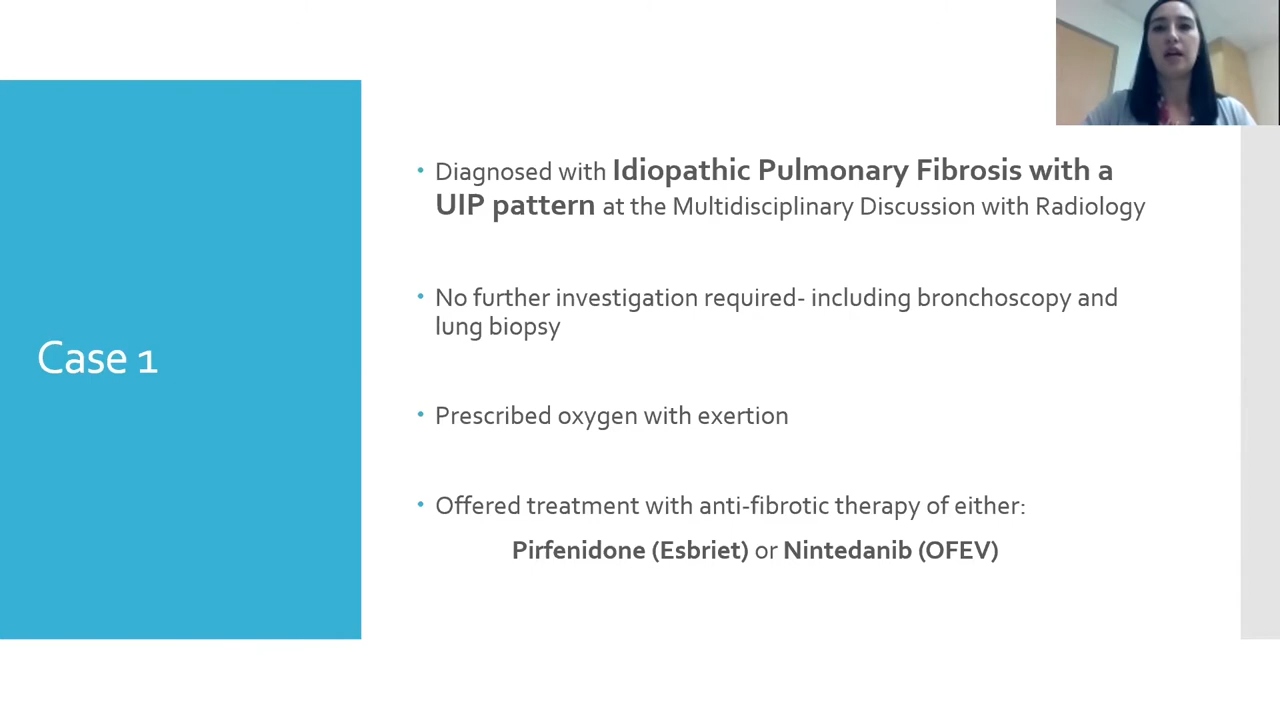 Case 1
• Diagnosed with Idiopathic Pulmonary Fibrosis with a
UIP pattern at the Multidisciplinary Discussion with Radiology
• No further investigation required- including bronchoscopy and
lung biopsy
• Prescribed oxygen with exertion
• Offered treatment with anti-fibrotic therapy of either:
Pirfenidone (Esbriet) or Nintedanib (OFEV)